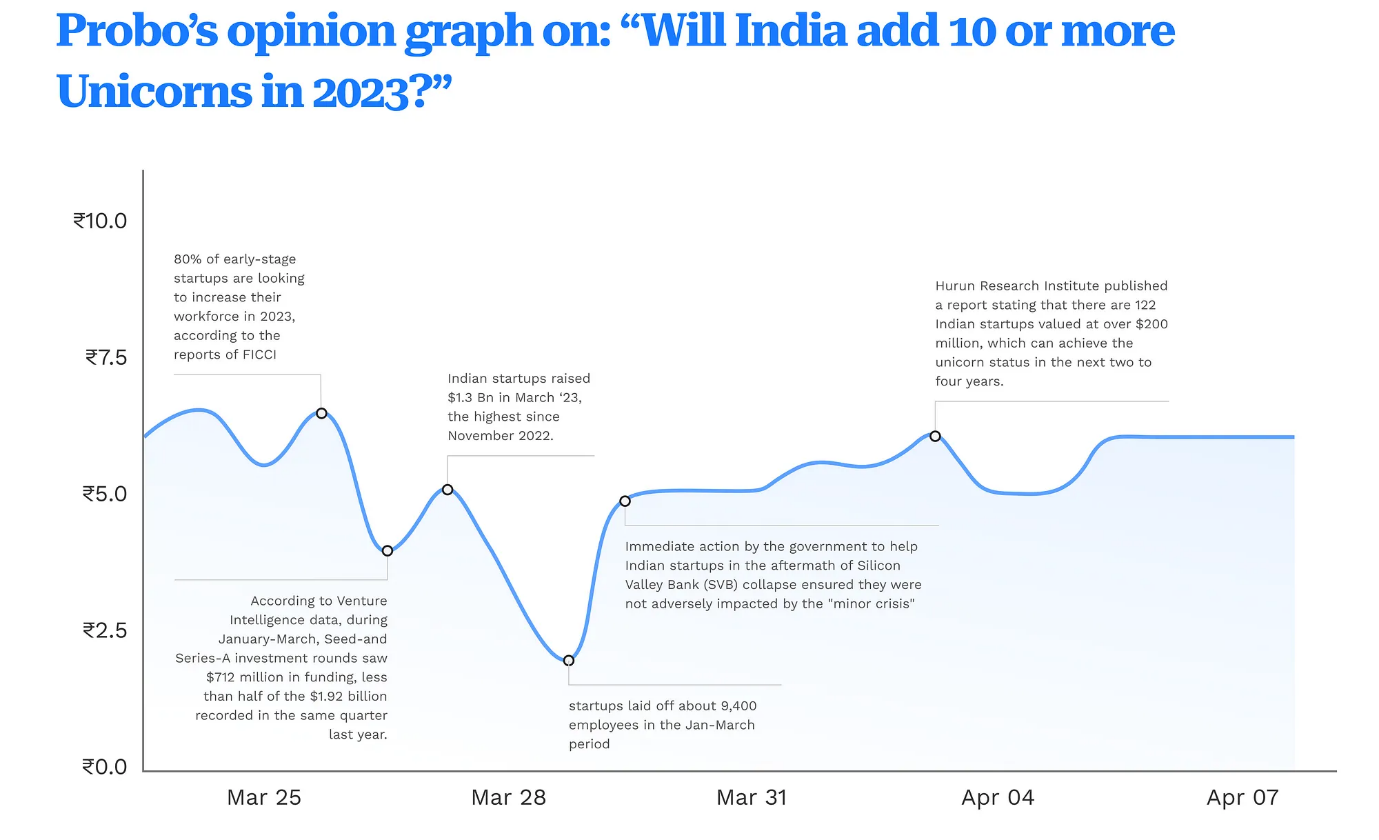 Probo’s opinion graph on: “Will India add 10 or more
Unicorns in 2023?”
₹10.0
₹7.5
₹5.0
₹2.5
₹0.0
80% of early-stage
startups are looking
to increase their
workforce in 2023,
according to the
reports of FICCI
According to Venture
Intelligence data, during
January-March, Seed-and
Series-A investment rounds saw
$712 million in funding, less
than half of the $1.92 billion
recorded in the same quarter
last year.
Indian startups raised
$1.3 Bn in March ‘23,
the highest since
November 2022.
startups laid off about 9,400
employees in the Jan-March
period
Immediate action by the government to help
Indian startups in the aftermath of Silicon
Valley Bank (SVB) collapse ensured they were
not adversely impacted by the "minor crisis"
Hurun Research Institute published
a report stating that there are 122
Indian startups valued at over $200
million, which can achieve the
unicorn status in the next two to
four years.
Mar 25
Mar 28
Mar 31
Apr 04
Apr 07